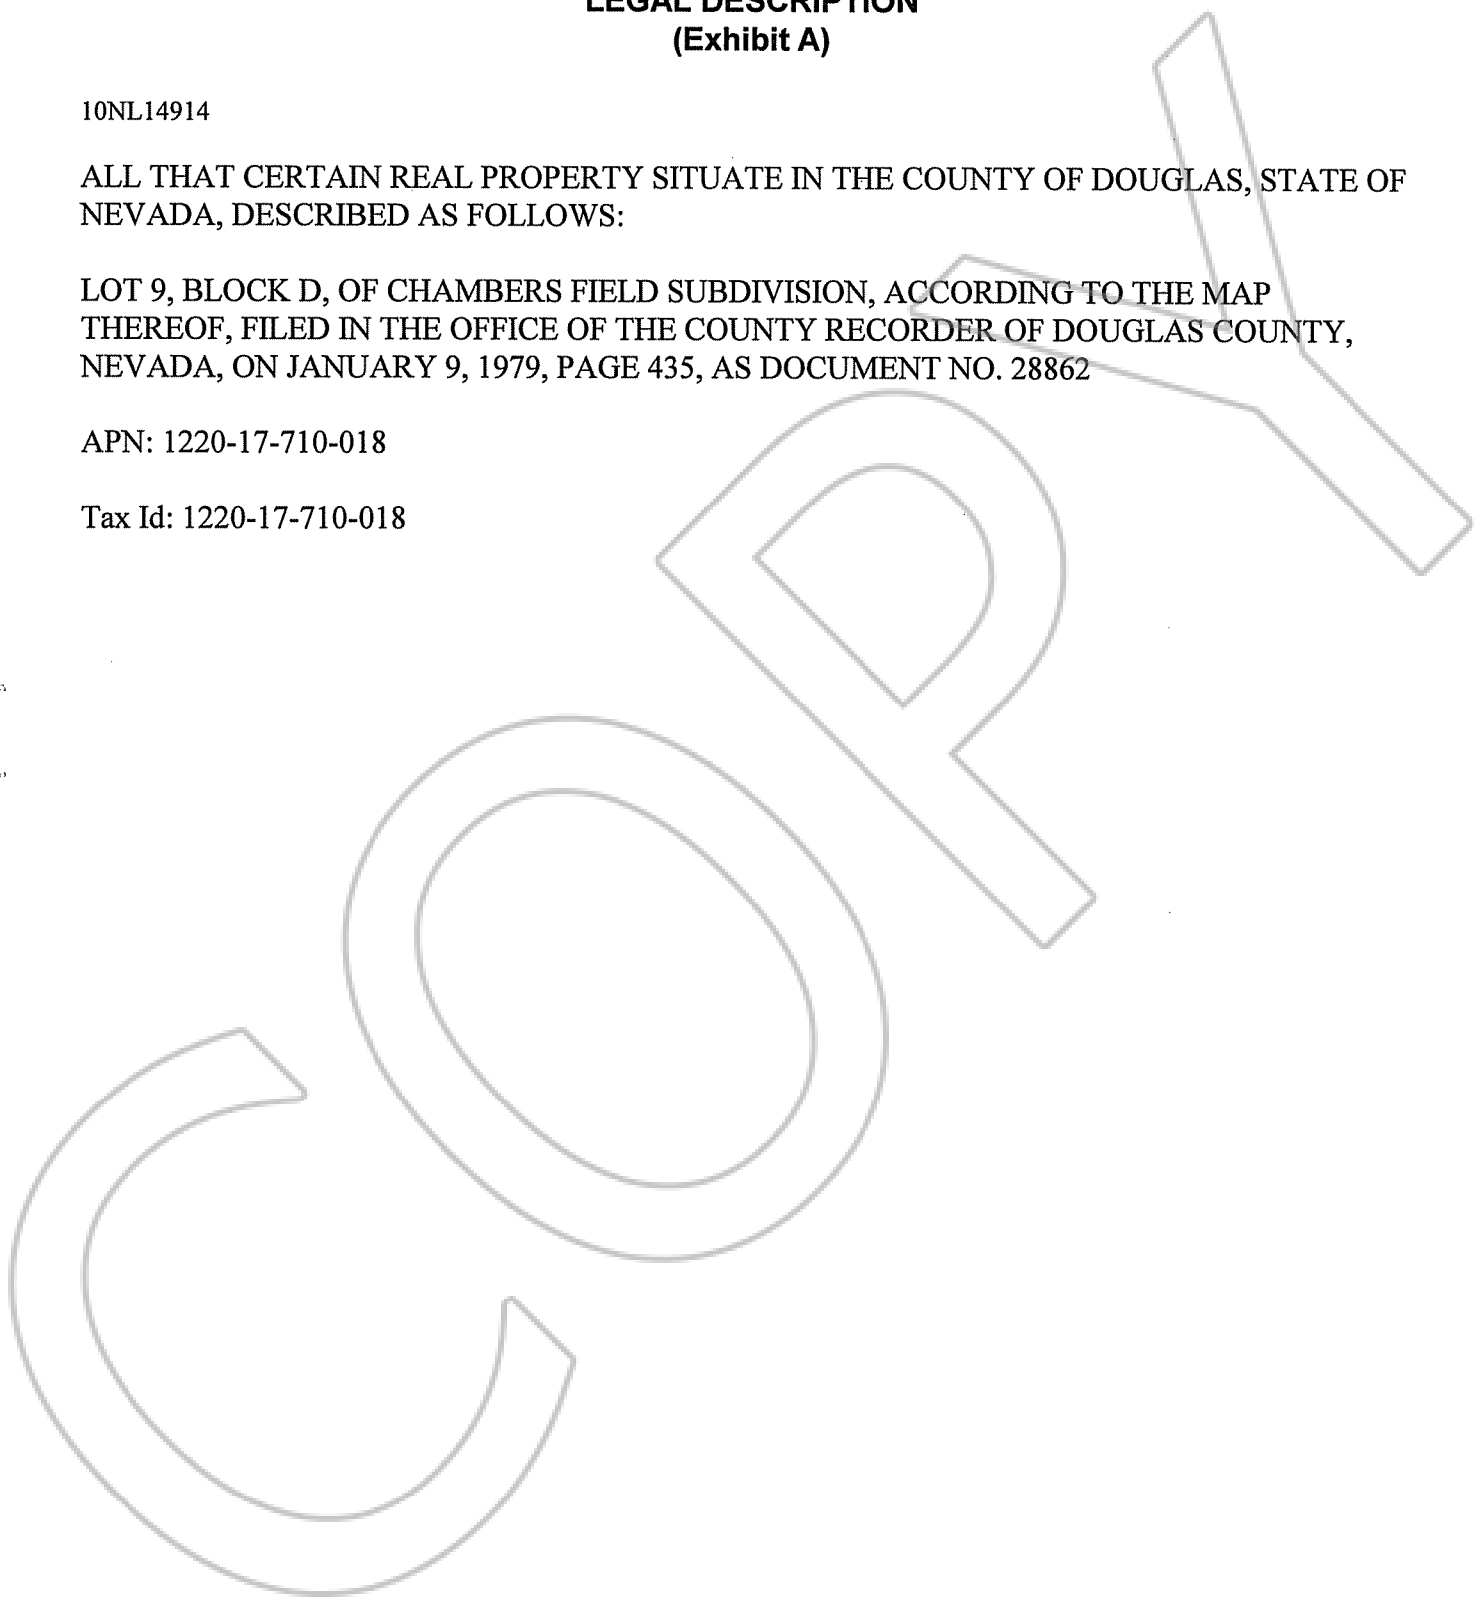 LEGAL DESCRIPTION
(Exhibit A)
10NL14914
ALL THAT CERTAIN REAL PROPERTY SITUATE IN THE COUNTY OF DOUGLAS, STATE OF
NEVADA, DESCRIBED AS FOLLOWS:
LOT 9, BLOCK D, OF CHAMBERS FIELD SUBDIVISION, ACCORDING TO THE MAP
THEREOF, FILED IN THE OFFICE OF THE COUNTY RECORDER OF DOUGLAS COUNTY,
NEVADA, ON JANUARY 9, 1979, PAGE 435, AS DOCUMENT NO. 28862
APN: 1220-17-710-018
Tax Id: 1220-17-710-018
COPY